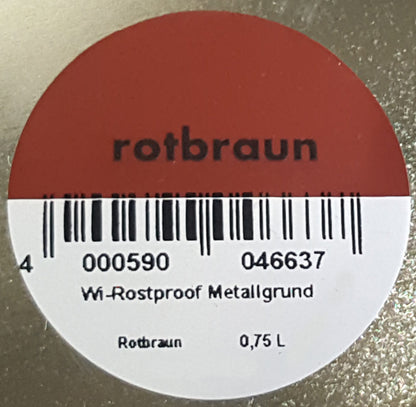 rotbraun
4 000590 046637
Wi-Rostproof Metallgrund
Rotbraun 0,75 L